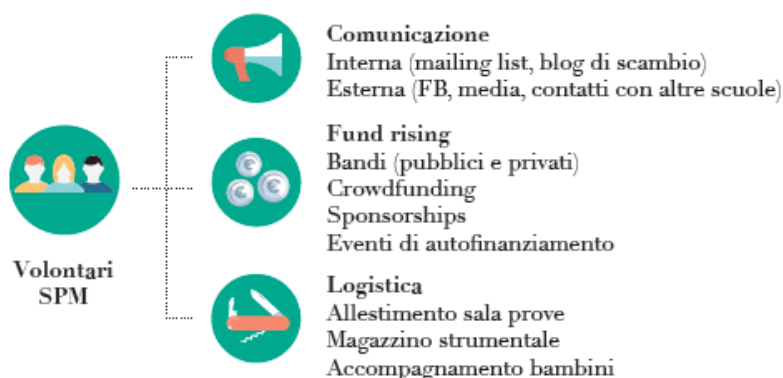 Volontari
SPM
Comunicazione
Interna (mailing list, blog di scambio)
Esterna (FB, media, contatti con altre scuole)
Fund rising
Bandi (pubblici e privati)
Crowdfunding
Sponsorships
Eventi di autofinanziamento
Logistica
Allestimento sala prove
Magazzino strumentale
Accompagnamento bambini